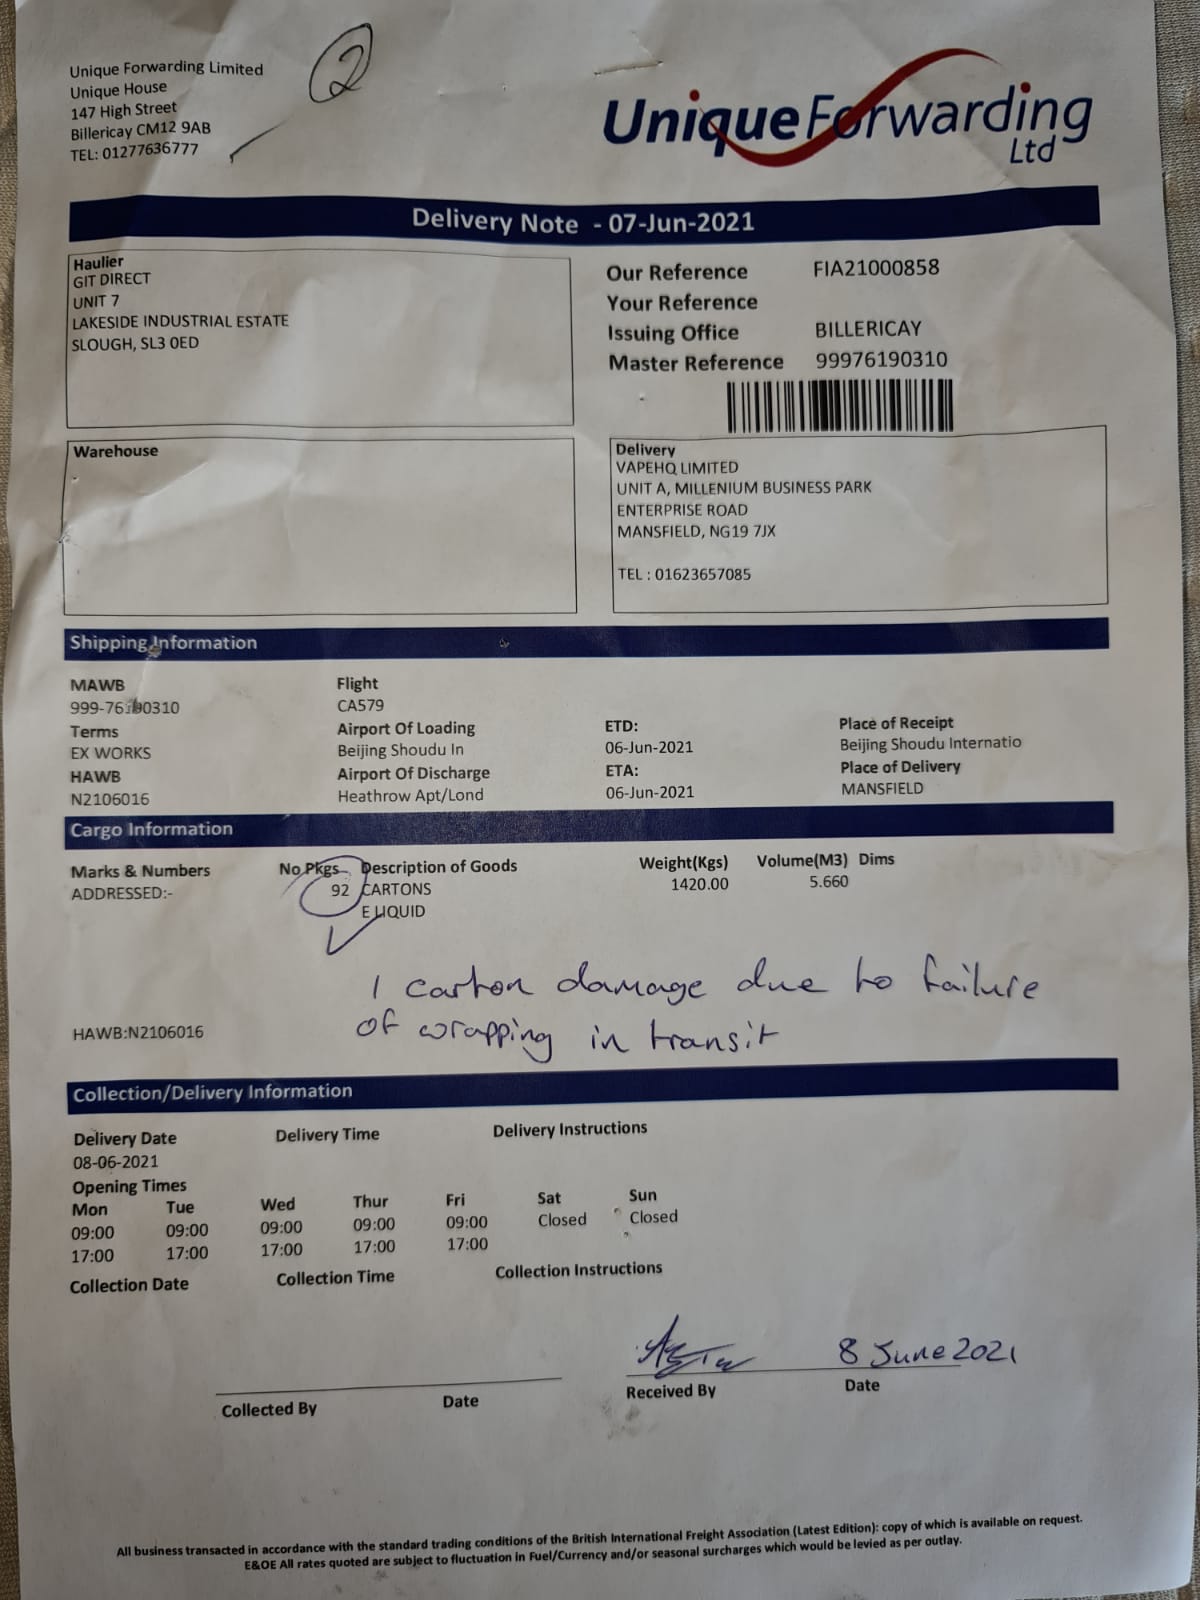 Unique Forwarding Limited
Unique House
147 High Street
Billericay CM12 9AB
TEL: 01277636777
2
UniqueForwarding
Ltd
Delivery Note - 07-Jun-2021
Haulier
GIT DIRECT
UNIT 7
LAKESIDE INDUSTRIAL ESTATE
SLOUGH, SL3 0ED
Our Reference FIA21000858
Your Reference
Issuing Office BILLERICAY
Master Reference 99976190310
Warehouse
Delivery
VAPEHQ LIMITED
UNIT A, MILLENIUM BUSINESS PARK
ENTERPRISE ROAD
MANSFIELD, NG19 7JX
TEL : 01623657085
Shipping Information
MAWB Flight
999-76190310 CA579
Terms Airport Of Loading ETD: Place of Receipt
EX WORKS Beijing Shoudu In 06-Jun-2021 Beijing Shoudu Internatio
HAWB Airport Of Discharge ETA: Place of Delivery
N2106016 Heathrow Apt/Lond 06-Jun-2021 MANSFIELD
Cargo Information
Marks & Numbers No Pkgs Description of Goods Weight(Kgs) Volume(M3) Dims
ADDRESSED:- 92 CARTONS 1420.00 5.660
E LIQUID
1 carton damage due to failure
of wrapping in transit
HAWB:N2106016
Collection/Delivery Information
Delivery Date Delivery Time Delivery Instructions
08-06-2021
Opening Times
Mon Tue Wed Thur Fri Sat Sun
09:00 09:00 09:00 09:00 09:00 Closed Closed
17:00 17:00 17:00 17:00 17:00
Collection Date Collection Time Collection Instructions
8 June 2021
Collected By Date Received By Date
All business transacted in accordance with the standard trading conditions of the British International Freight Association (Latest Edition): copy of which is available on request.
E&OE All rates quoted are subject to fluctuation in Fuel/Currency and/or seasonal surcharges which would be levied as per outlay.